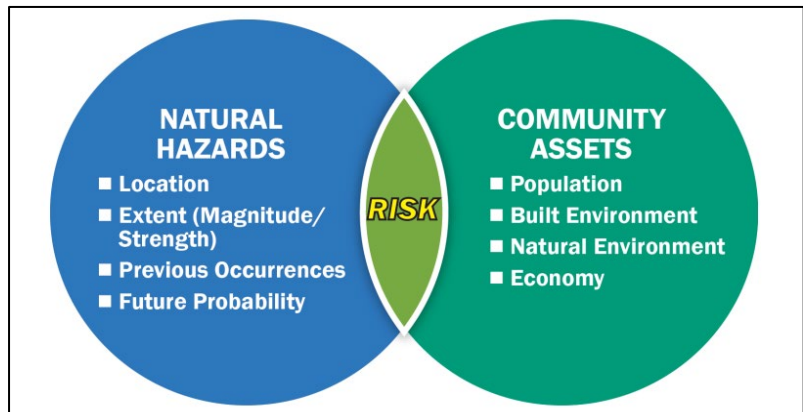 NATURAL
HAZARDS
■ Location
■ Extent (Magnitude/
Strength)
■ Previous Occurrences
■ Future Probability
RISK
COMMUNITY
ASSETS
■ Population
■ Built Environment
■ Natural Environment
■ Economy